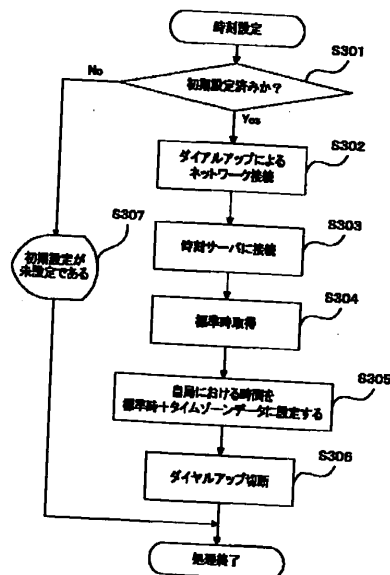 時刻設定
S301
No
初期設定済みか？
Yes
ダイアルアップによる
ネットワーク接続
S302
S307
時刻サーバに接続
S303
初期設定が
未設定である
標準時取得
S304
自局における時間を
標準時＋タイムゾーンデータに設定する
S305
ダイヤルアップ切断
S306
処理終了